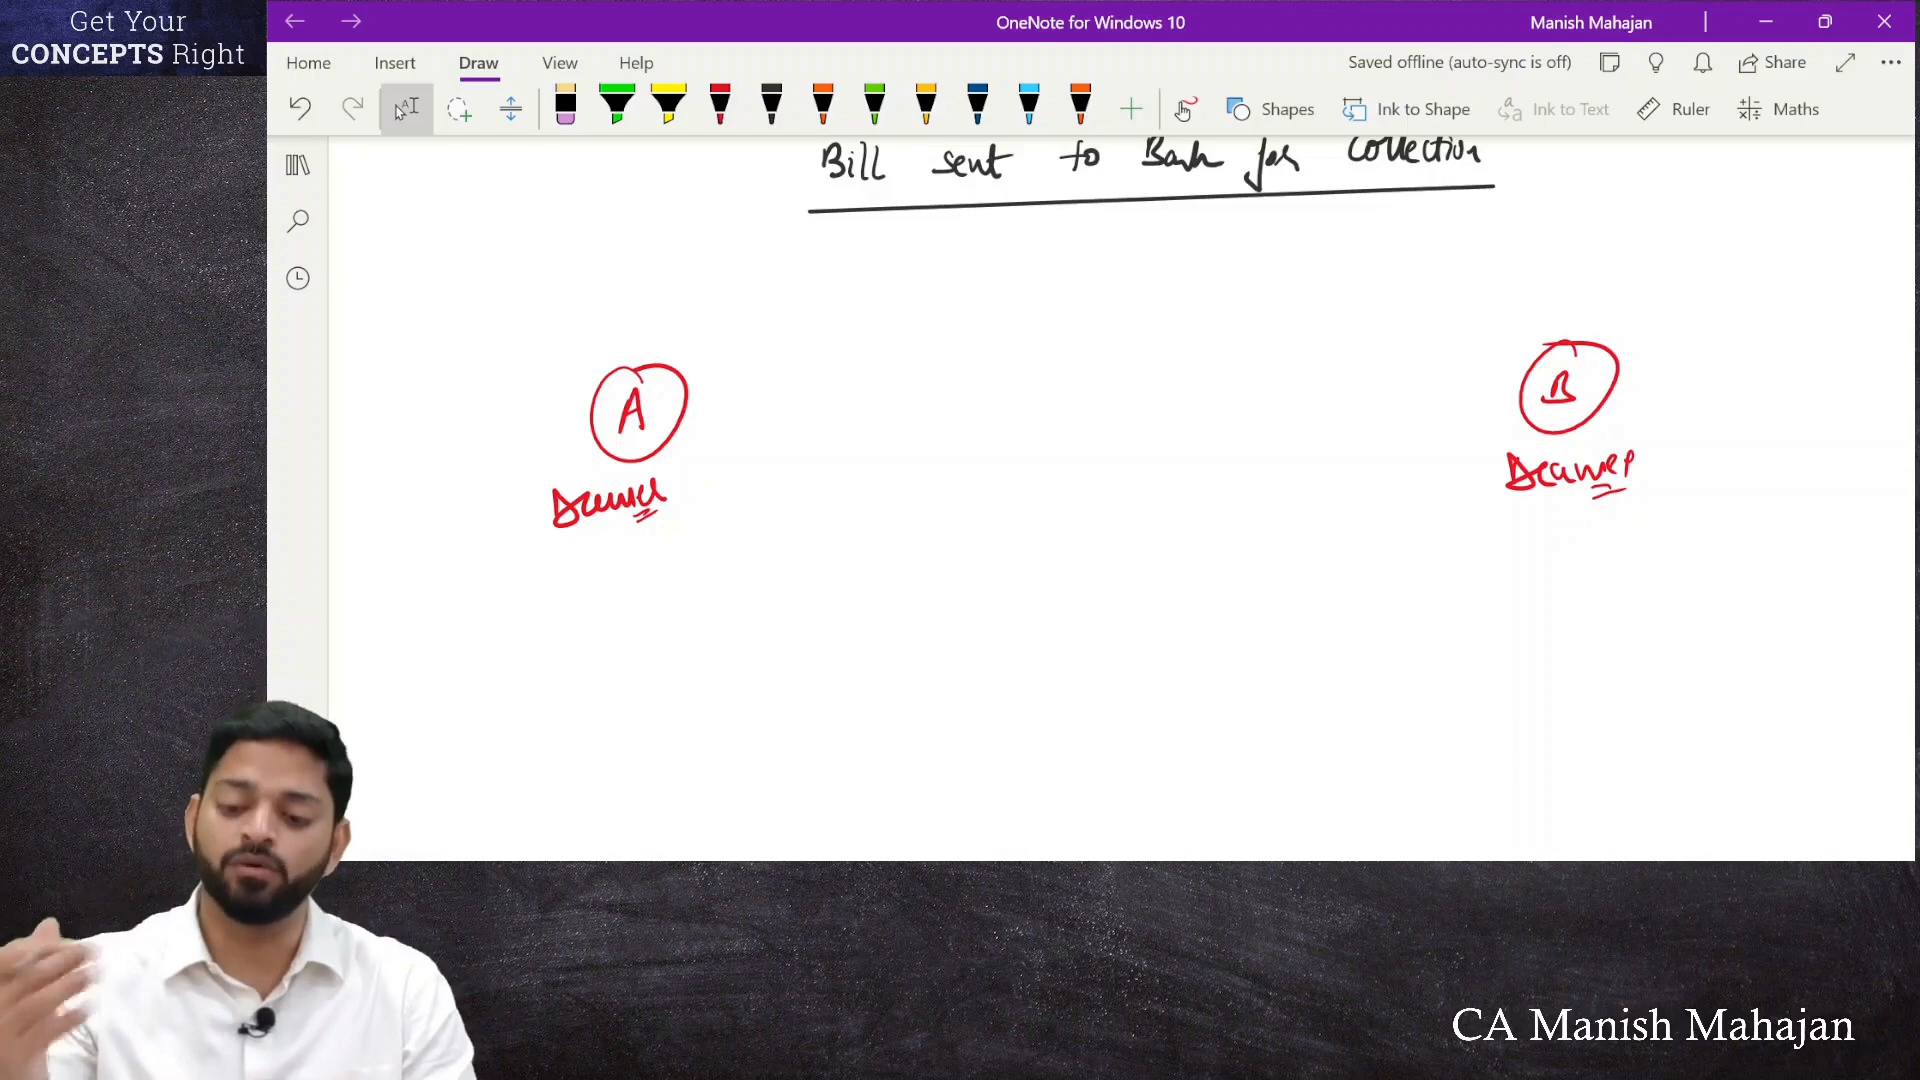 Get Your
CONCEPTS Right
OneNote for Windows 10
Manish Mahajan
Home Insert Draw View Help
Saved offline (auto-sync is off)
Share
Shapes
Ink to Shape
Ink to Text
Ruler
Maths
Bill sent to Bank for Collection
A
B
Drawer
Drawee
CA Manish Mahajan